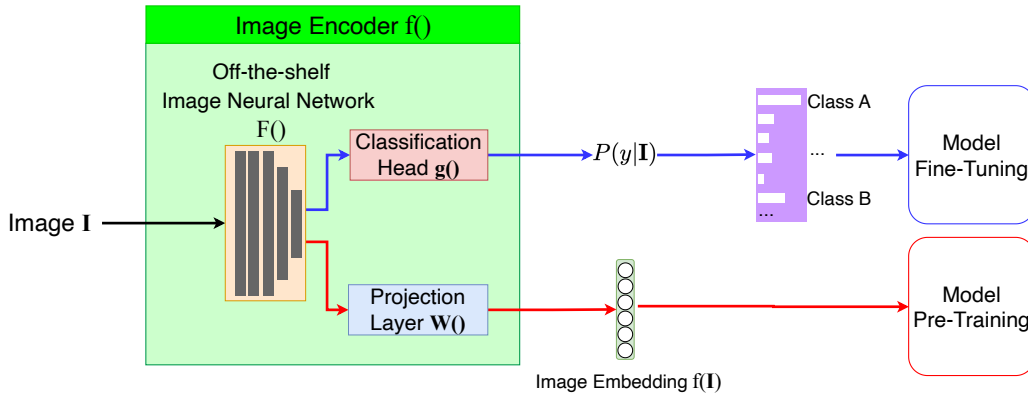 Image Encoder f()
Off-the-shelf
Image Neural Network
F()
Classification
Head g()
P(y|I)
Class A
...
Class B
...
Model
Fine-Tuning
Image I
Projection
Layer W()
Image Embedding f(I)
Model
Pre-Training